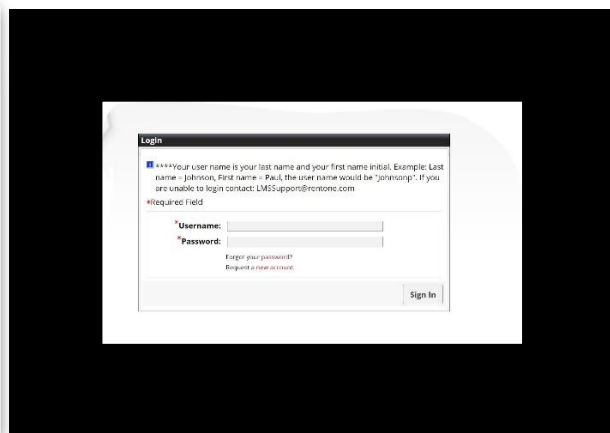 Login
****Your user name is your last name and your first name initial. Example: Last
name = Johnson, First name = Paul, the user name would be "Johnsonp". If you
are unable to login contact: LMSSupport@rentone.com
*Required Field
*Username:
*Password:
Forgot your password?
Request a new account.
Sign In